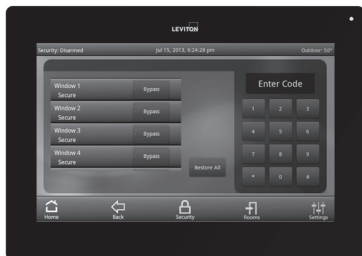 LEVITON
Security: Disarmed Jul 15, 2013, 6:24:28 pm Outdoor: 50°
Window 1
Secure
Bypass
Window 2
Secure
Bypass
Window 3
Secure
Bypass
Window 4
Secure
Bypass
Restore All
Enter Code
1 2 3
4 5 6
7 8 9
* 0 #
Home Back Security Rooms Settings